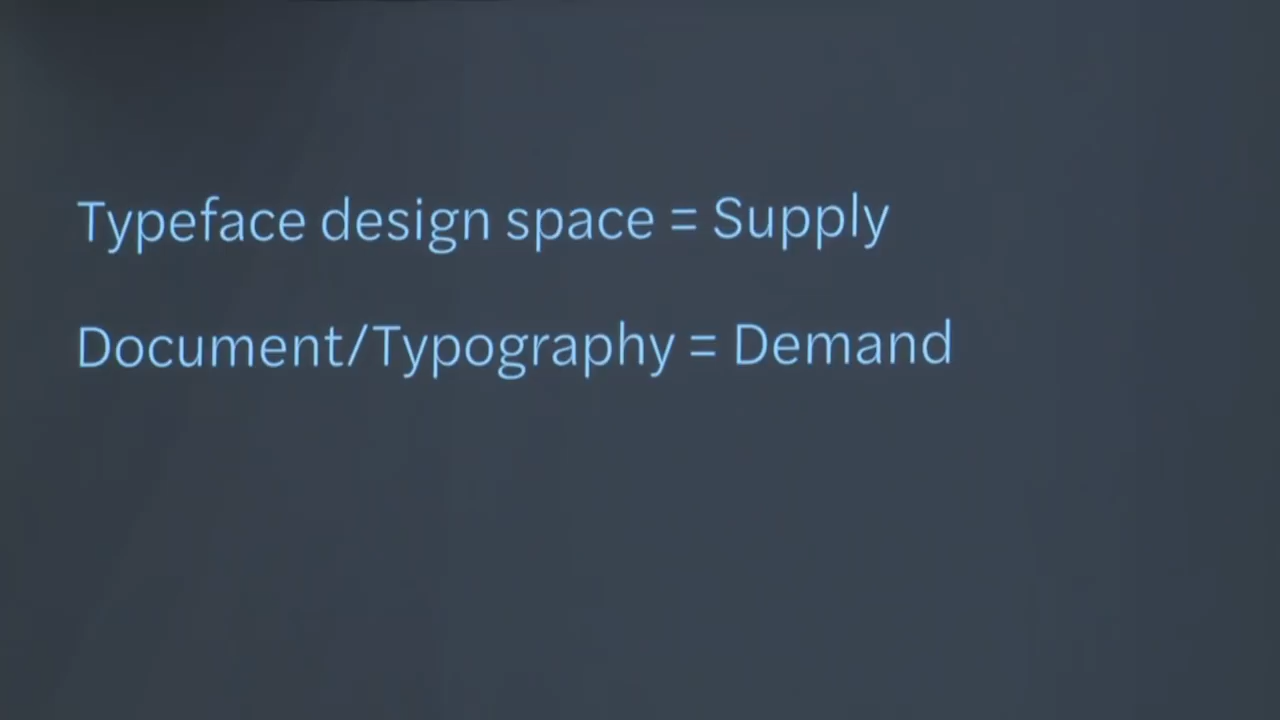 Typeface design space = Supply
Document/Typography = Demand